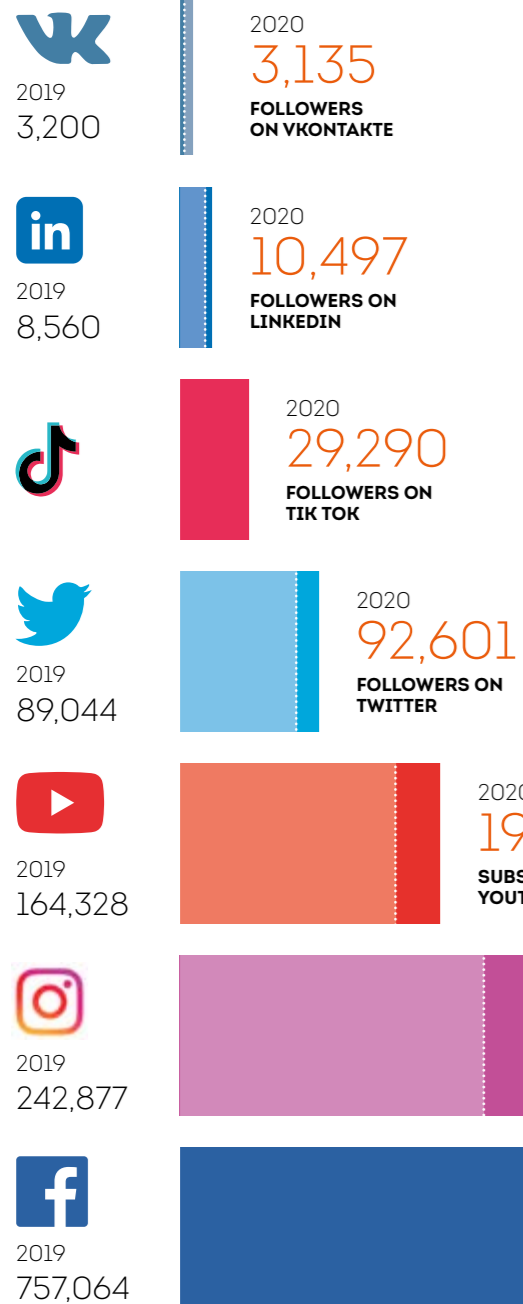 2019
3,200
2020
3,135
FOLLOWERS
ON VKONTAKTE
in
2019
8,560
2020
10,497
FOLLOWERS ON
LINKEDIN
2020
29,290
FOLLOWERS ON
TIK TOK
2019
89,044
2020
92,601
FOLLOWERS ON
TWITTER
2019
164,328
2019
242,877
2019
757,064